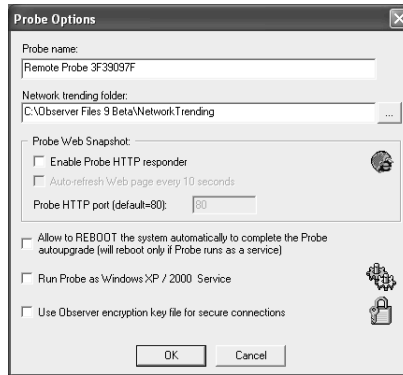 Probe Options
Probe name:
Remote Probe 3F39097F
Network trending folder:
C:\Observer Files 9 Beta\NetworkTrending
...
Probe Web Snapshot:
Enable Probe HTTP responder
Auto-refresh Web page every 10 seconds
Probe HTTP port (default=80):
80
Allow to REBOOT the system automatically to complete the Probe
autoupgrade (will reboot only if Probe runs as a service)
Run Probe as Windows XP / 2000 Service
Use Observer encryption key file for secure connections
OK
Cancel